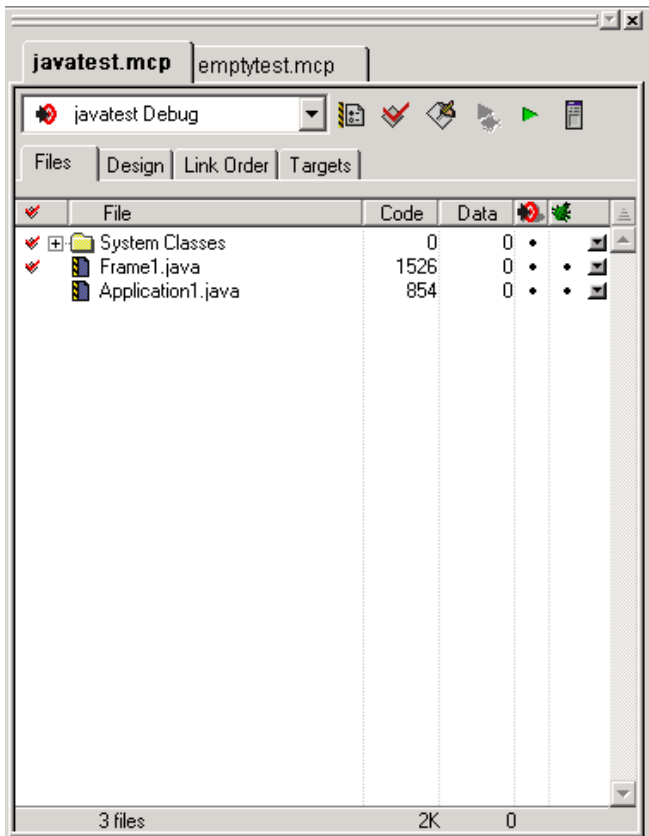 javatest.mcp emptytest.mcp
javatest Debug
Files Design Link Order Targets
File Code Data
System Classes 0 0
Frame1.java 1526 0
Application1.java 854 0
3 files 2K 0